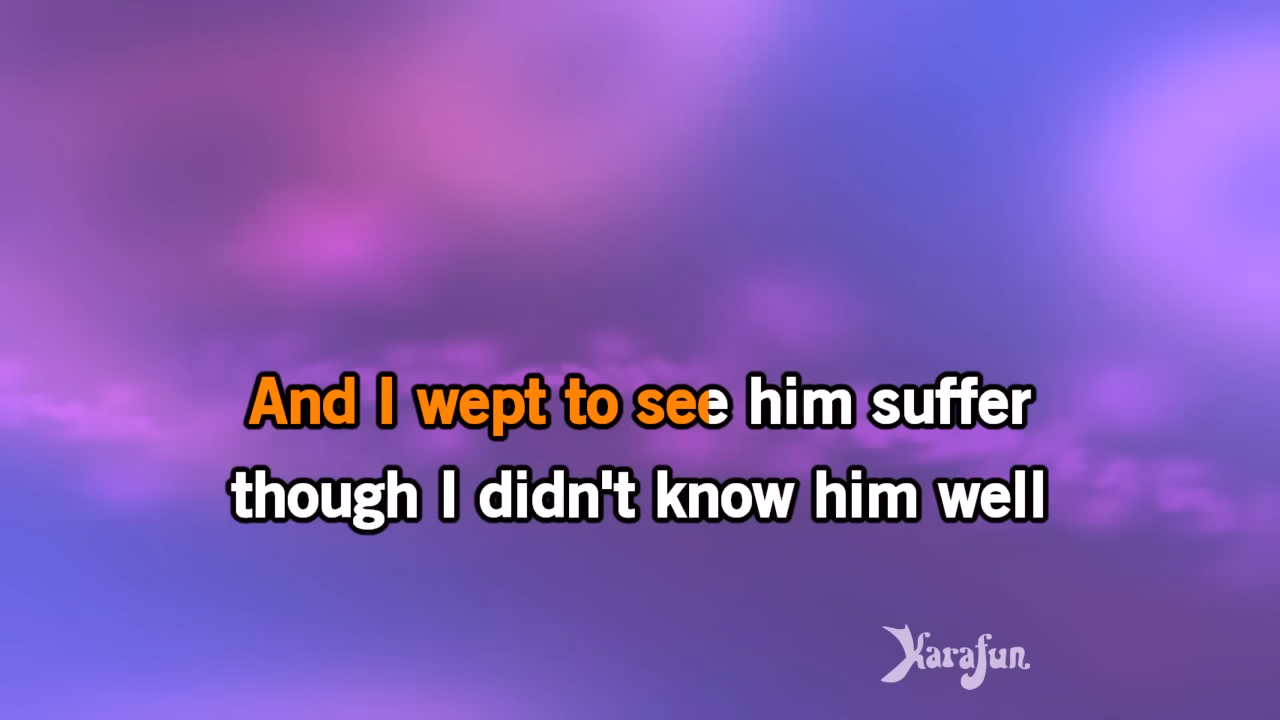 And I wept to see him suffer
though I didn't know him well
Karafun